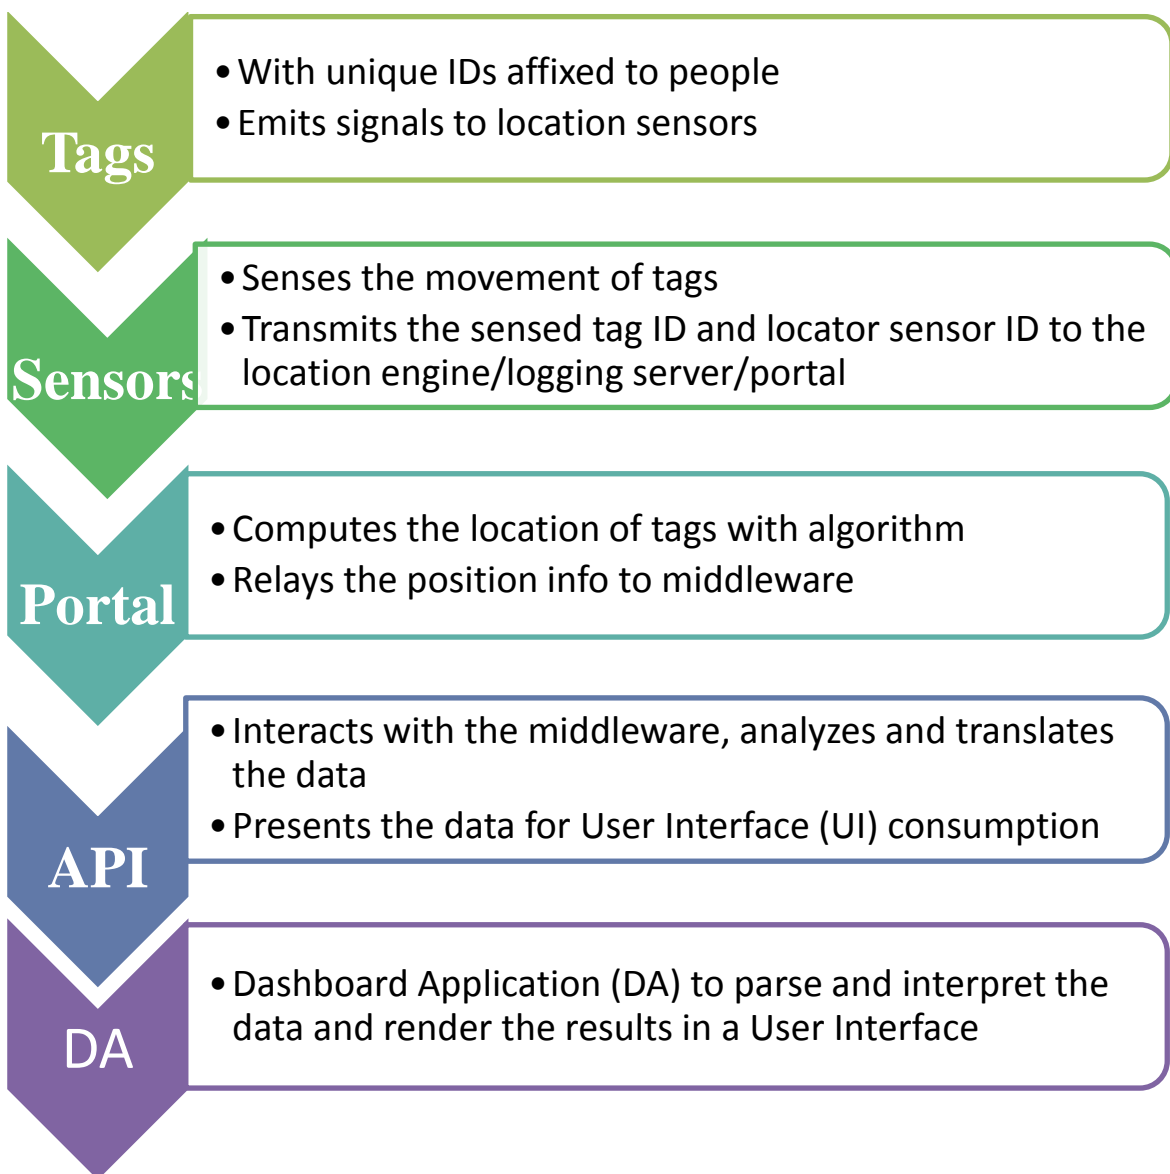 Tags
• With unique IDs affixed to people
• Emits signals to location sensors
Sensors
• Senses the movement of tags
• Transmits the sensed tag ID and locator sensor ID to the
location engine/logging server/portal
Portal
• Computes the location of tags with algorithm
• Relays the position info to middleware
API
• Interacts with the middleware, analyzes and translates
the data
• Presents the data for User Interface (UI) consumption
DA
• Dashboard Application (DA) to parse and interpret the
data and render the results in a User Interface